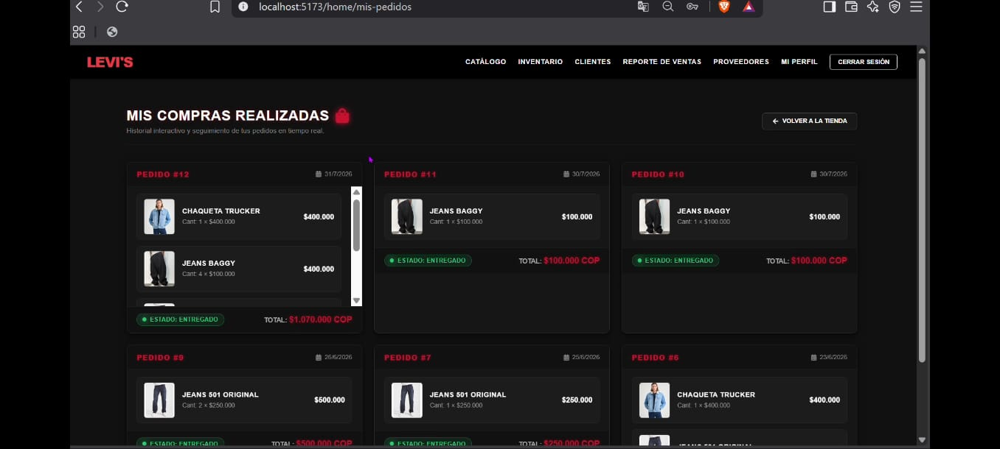 localhost:5173/home/mis-pedidos
LEVI'S
CATÁLOGO INVENTARIO CLIENTES REPORTE DE VENTAS PROVEEDORES MI PERFIL CERRAR SESIÓN
MIS COMPRAS REALIZADAS
Historial interactivo y seguimiento de tus pedidos en tiempo real.
VOLVER A LA TIENDA
PEDIDO #12 31/7/2026
CHAQUETA TRUCKER
Cant: 1 × $400.000
$400.000
JEANS BAGGY
Cant: 4 × $100.000
$400.000
ESTADO: ENTREGADO TOTAL: $1.070.000 COP
PEDIDO #11 30/7/2026
JEANS BAGGY
Cant: 1 × $100.000
$100.000
ESTADO: ENTREGADO TOTAL: $100.000 COP
PEDIDO #10 30/7/2026
JEANS BAGGY
Cant: 1 × $100.000
$100.000
ESTADO: ENTREGADO TOTAL: $100.000 COP
PEDIDO #9 26/6/2026
JEANS 501 ORIGINAL
Cant: 2 × $250.000
$500.000
ESTADO: ENTREGADO TOTAL: $500.000 COP
PEDIDO #7 25/6/2026
JEANS 501 ORIGINAL
Cant: 1 × $250.000
$250.000
ESTADO: ENTREGADO TOTAL: $250.000 COP
PEDIDO #6 23/6/2026
CHAQUETA TRUCKER
Cant: 1 × $400.000
$400.000
JEANS 501 ORIGINAL